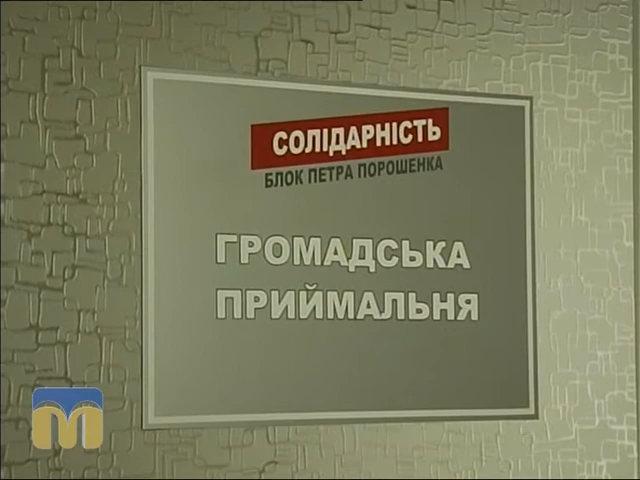 СОЛІДАРНІСТЬ
БЛОК ПЕТРА ПОРОШЕНКА
ГРОМАДСЬКА
ПРИЙМАЛЬНЯ
М